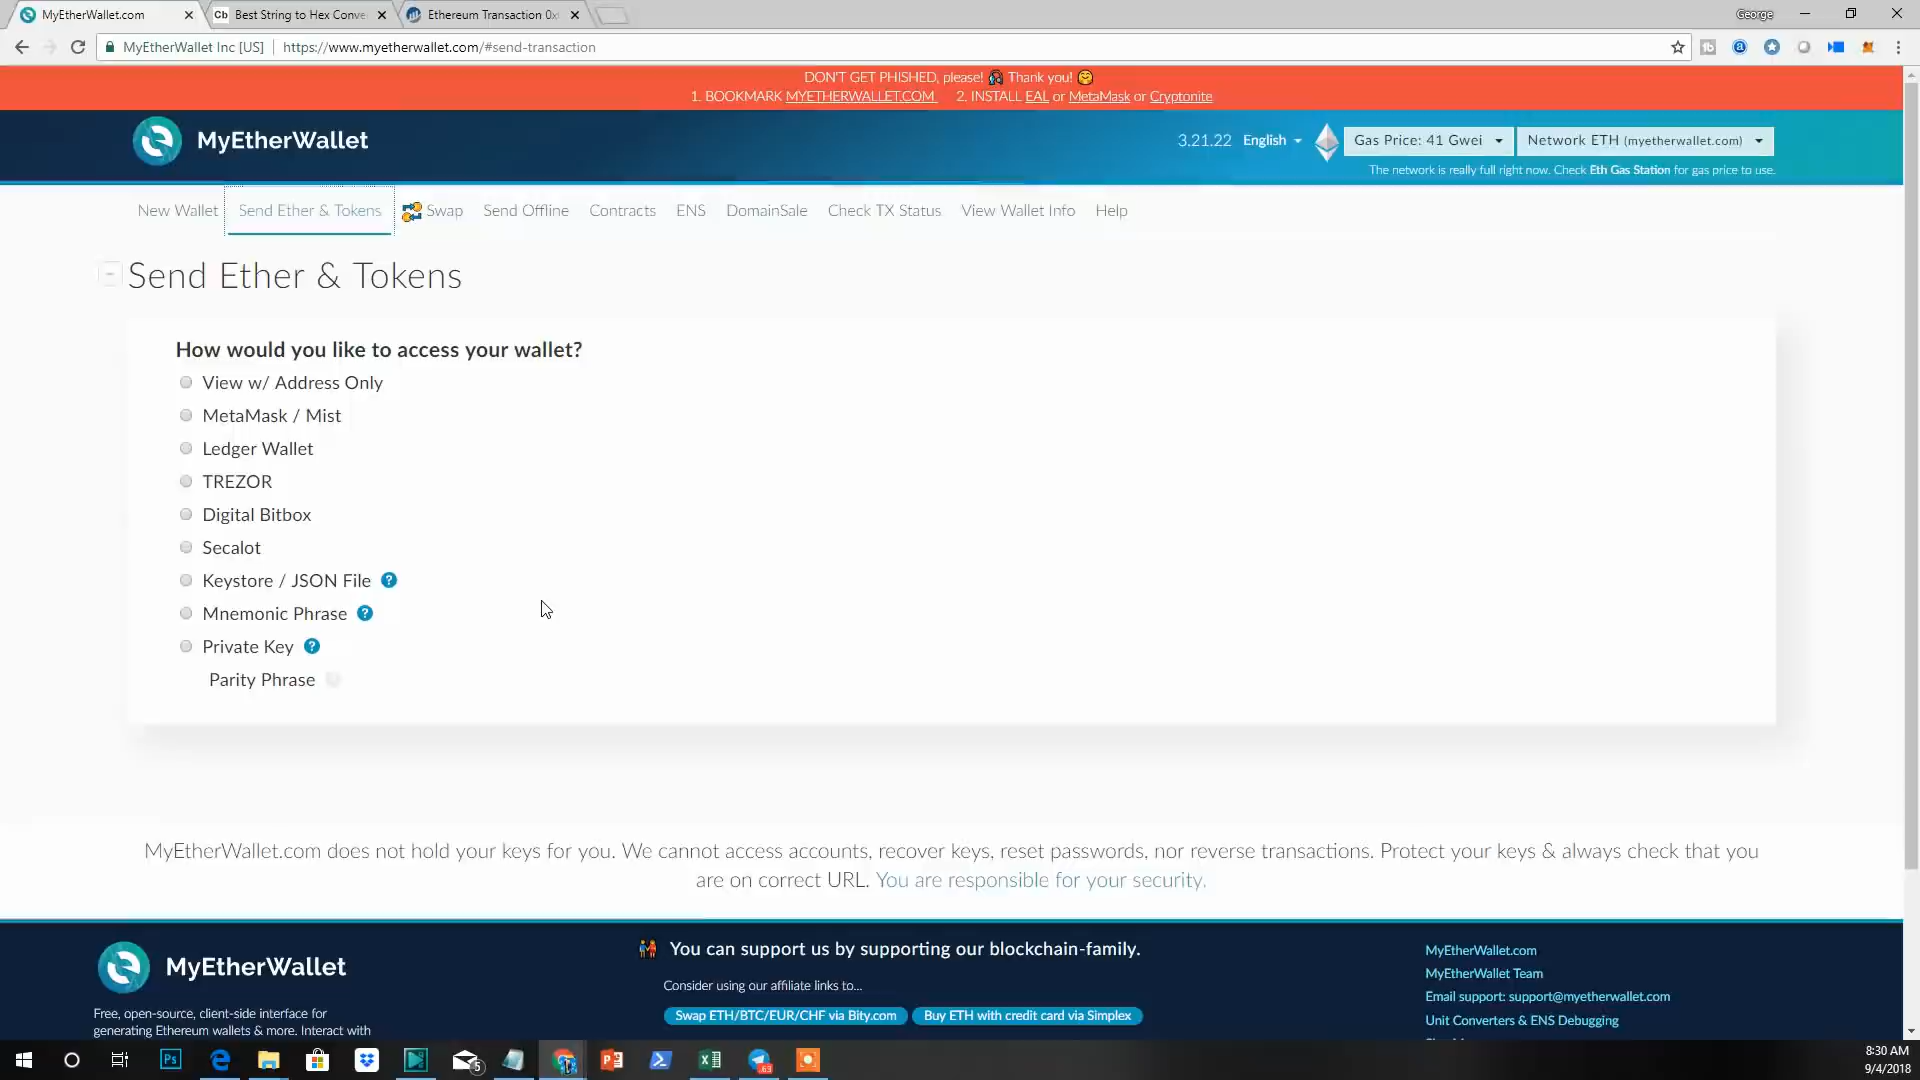 MyEtherWallet.com
Cb Best String to Hex Conve
Ethereum Transaction 0x
George
MyEtherWallet Inc [US]
https://www.myetherwallet.com/#send-transaction
DON'T GET PHISHED, please! Thank you!
1. BOOKMARK MYETHERWALLET.COM 2. INSTALL EAL or MetaMask or Cryptonite
MyEtherWallet
3.21.22
English
Gas Price: 41 Gwei
Network ETH (myetherwallet.com)
The network is really full right now. Check Eth Gas Station for gas price to use.
New Wallet
Send Ether & Tokens
Swap
Send Offline
Contracts
ENS
DomainSale
Check TX Status
View Wallet Info
Help
Send Ether & Tokens
How would you like to access your wallet?
View w/ Address Only
MetaMask / Mist
Ledger Wallet
TREZOR
Digital Bitbox
Secalot
Keystore / JSON File ?
Mnemonic Phrase ?
Private Key ?
Parity Phrase
MyEtherWallet.com does not hold your keys for you. We cannot access accounts, recover keys, reset passwords, nor reverse transactions. Protect your keys & always check that you
are on correct URL. You are responsible for your security.
MyEtherWallet
Free, open-source, client-side interface for
generating Ethereum wallets & more. Interact with
You can support us by supporting our blockchain-family.
Consider using our affiliate links to...
Swap ETH/BTC/EUR/CHF via Bity.com
Buy ETH with credit card via Simplex
MyEtherWallet.com
MyEtherWallet Team
Email support: support@myetherwallet.com
Unit Converters & ENS Debugging
Ps
5
63
8:30 AM
9/4/2018